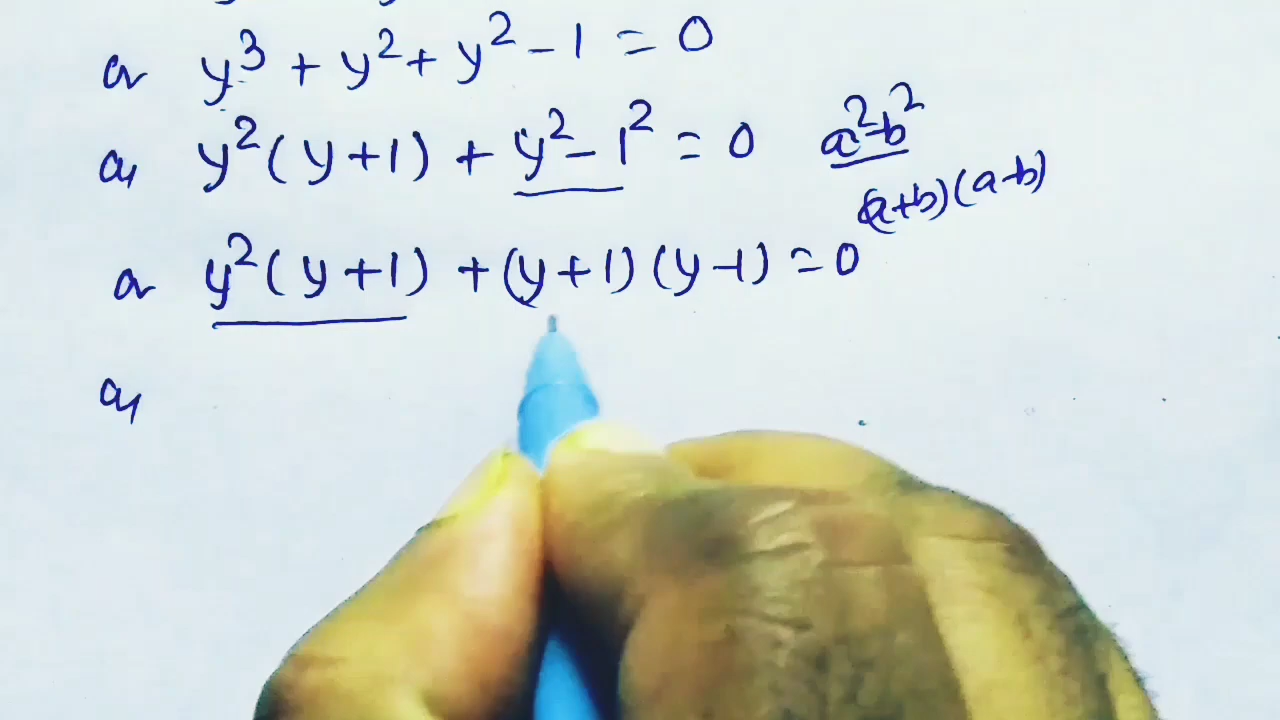 or y³ + y² + y² - 1 = 0
or y² (y+1) + y² - 1² = 0 a²-b²
(a+b)(a-b)
or y² (y+1) + (y+1) (y-1) = 0
or